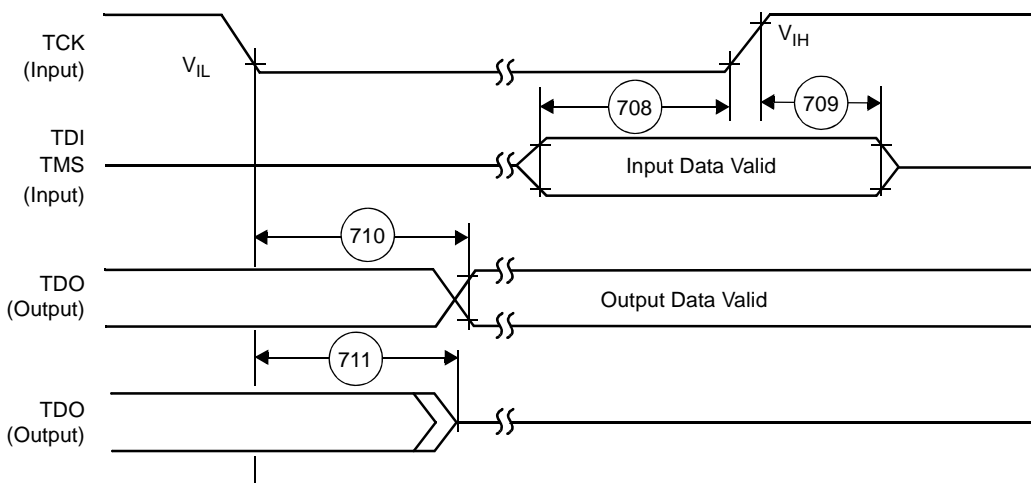 TCK
(Input)
V_IL
V_IH
708
709
TDI
TMS
(Input)
Input Data Valid
710
TDO
(Output)
Output Data Valid
711
TDO
(Output)